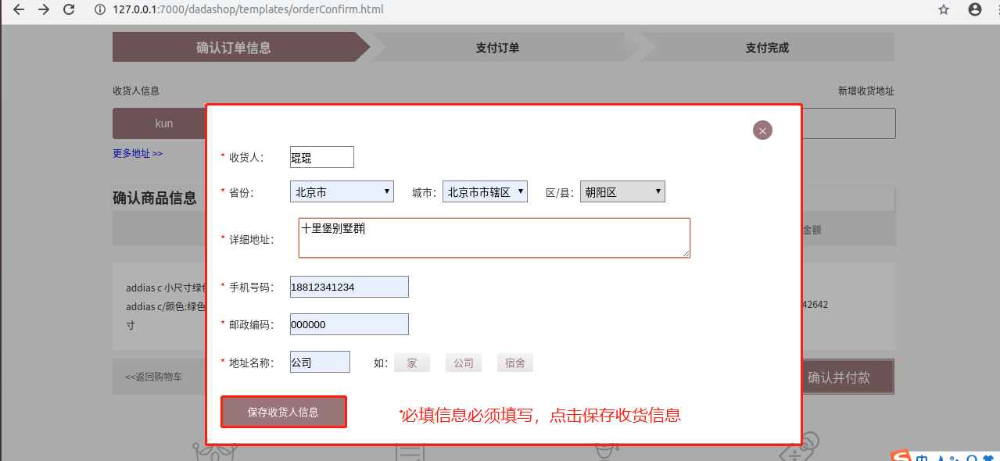 127.0.0.1:7000/dadashop/templates/orderConfirm.html
确认订单信息 支付订单 支付完成
收货人信息 新增收货地址
kun
更多地址 >>
×
* 收货人： 琨琨
* 省份： 北京市 城市： 北京市市辖区 区/县： 朝阳区
确认商品信息
* 详细地址： 十里堡别墅群
金额
* 手机号码： 18812341234
addias c 小尺寸绿色
addias c/颜色:绿色
寸
42642
* 邮政编码： 000000
* 地址名称： 公司 如： 家 公司 宿舍
<<返回购物车 确认并付款
保存收货人信息
*必填信息必须填写，点击保存收货信息
中